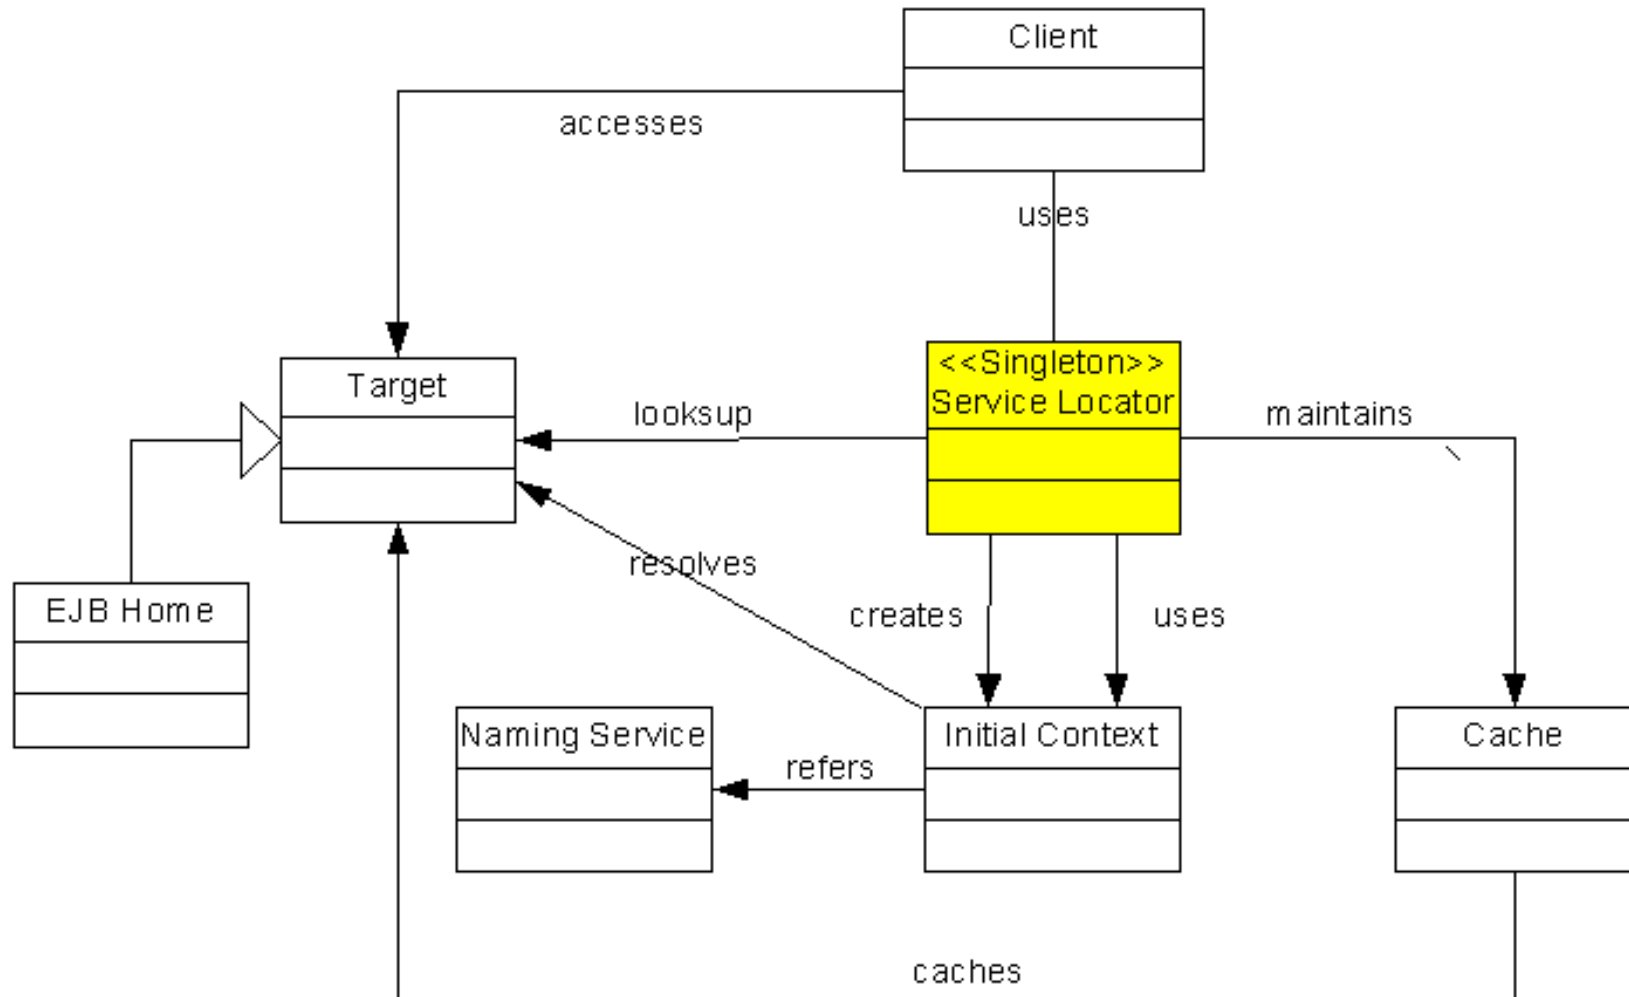 Client
accesses
uses
<<Singleton>>
Service Locator
Target
looksup
maintains
resolves
EJB Home
creates
uses
Naming Service
Initial Context
Cache
refers
caches